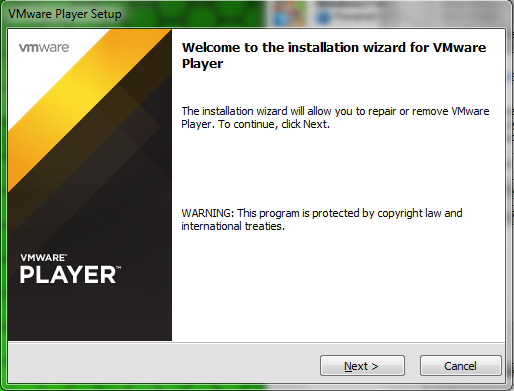 VMware Player Setup
vmware
Welcome to the installation wizard for VMware
Player
The installation wizard will allow you to repair or remove VMware
Player. To continue, click Next.
WARNING: This program is protected by copyright law and
international treaties.
VMWARE™
PLAYER™
Next >
Cancel